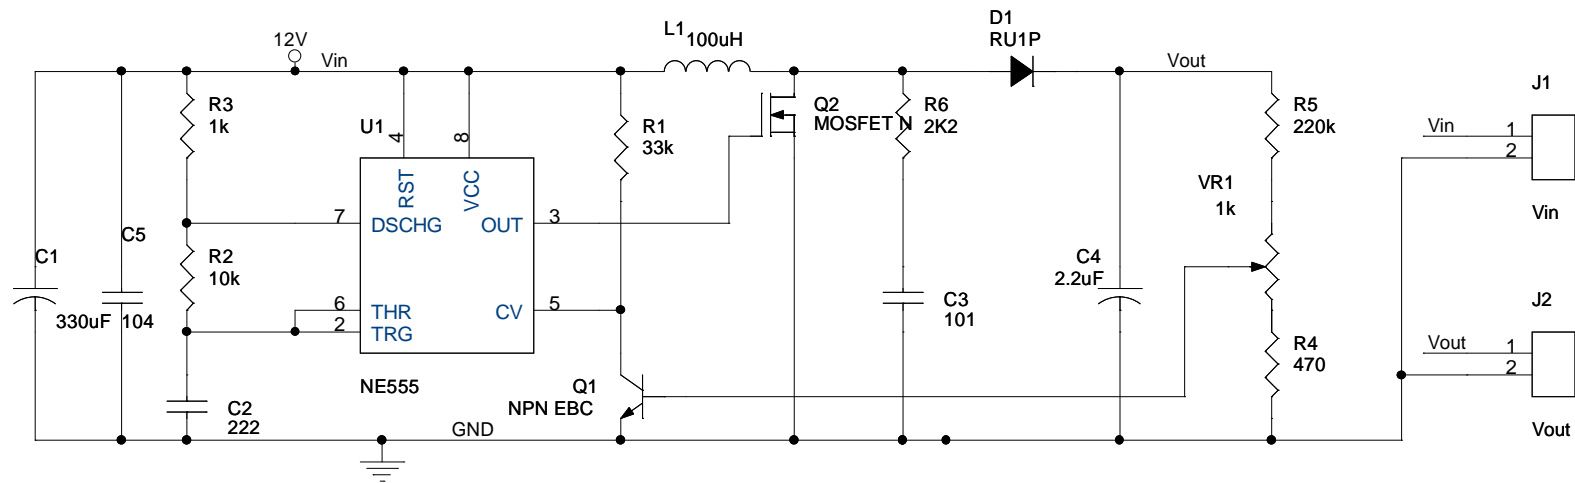 12V
Vin
L1
100uH
D1
RU1P
Vout
J1
R3
1k
U1
4
8
R1
33k
Q2
MOSFET N
R6
2K2
R5
220k
Vin
1
2
RST
VCC
VR1
1k
7
DSCHG
OUT
3
Vin
C5
C1
R2
10k
C4
2.2uF
330uF
104
6
THR
CV
5
2
TRG
C3
101
J2
R4
470
Vout
1
2
NE555
Q1
NPN EBC
C2
222
GND
Vout